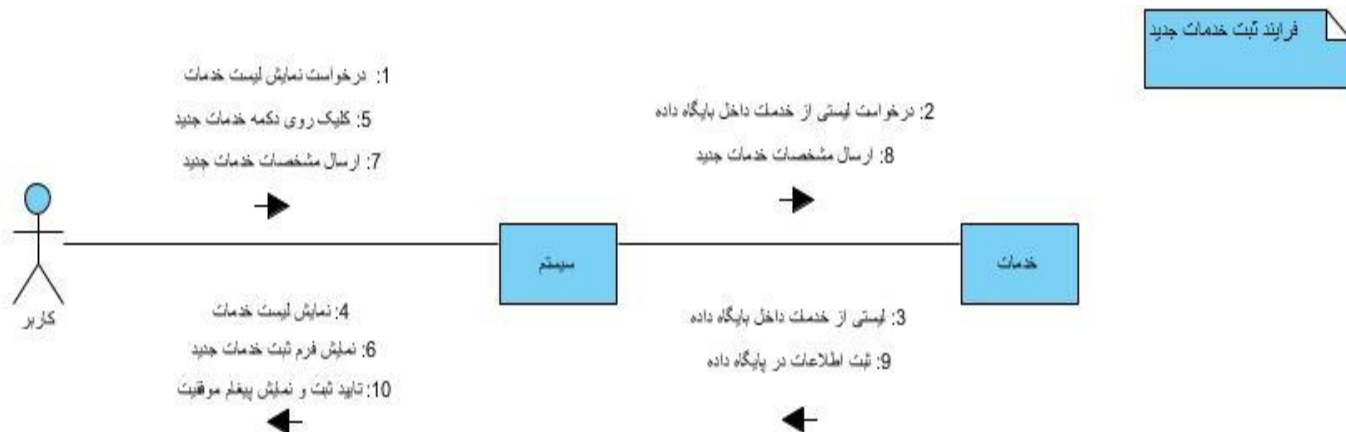 فرایند ثبت خدمات جدید
1: درخواست نمایش لیست خدمات
5: کلیک روی دکمه خدمات جدید
7: ارسال مشخصات خدمات جدید
2: درخواست لیستی از خدمات داخل پایگاه داده
8: ارسال مشخصات خدمات جدید
کاربر
سیستم
خدمات
4: نمایش لیست خدمات
6: نمایش فرم ثبت خدمات جدید
10: تایید ثبت و نمایش پیغام موفقیت
3: لیستی از خدمات داخل پایگاه داده
9: ثبت اطلاعات در پایگاه داده